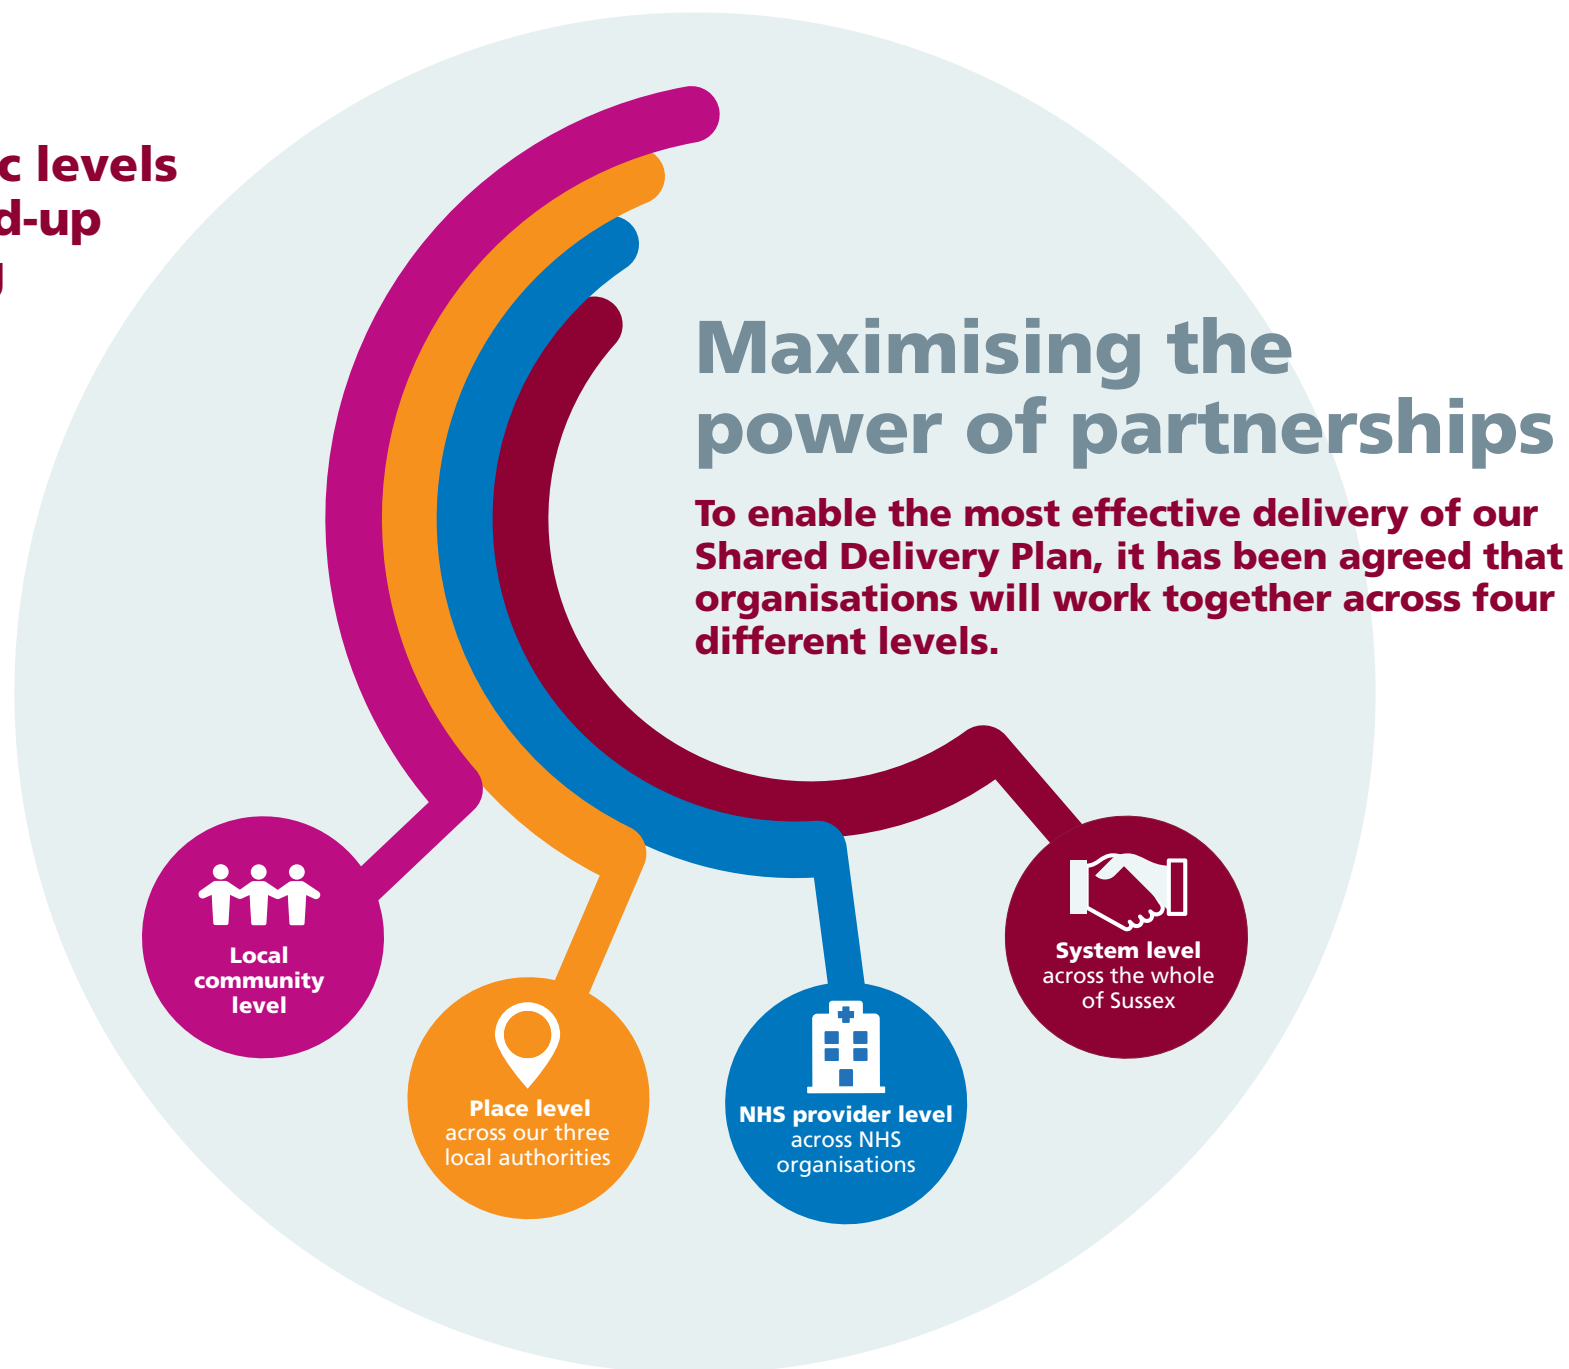 levels
Maximising the
power of partnerships
To enable the most effective delivery of our
Shared Delivery Plan, it has been agreed that
organisations will work together across four
different levels.
Local
community
level
Place level
across our three
local authorities
NHS provider level
across NHS
organisations
System level
across the whole
of Sussex